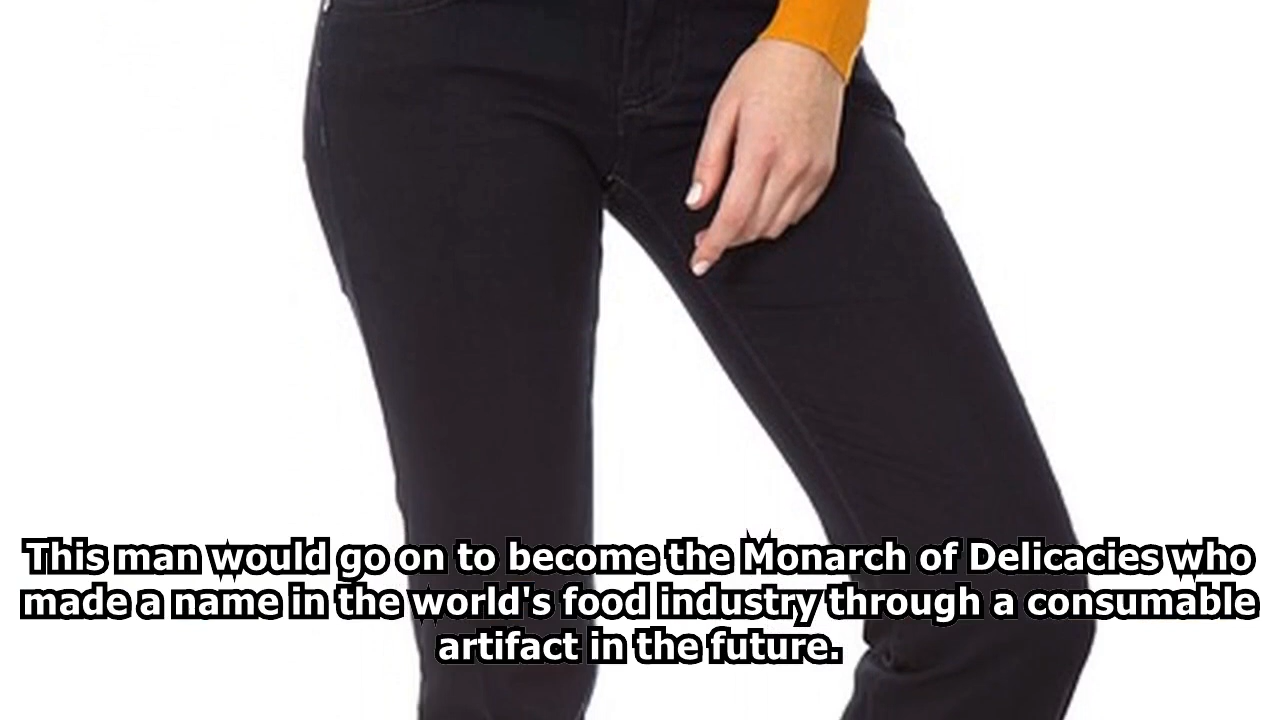 This man would go on to become the Monarch of Delicacies who
made a name in the world's food industry through a consumable
artifact in the future.